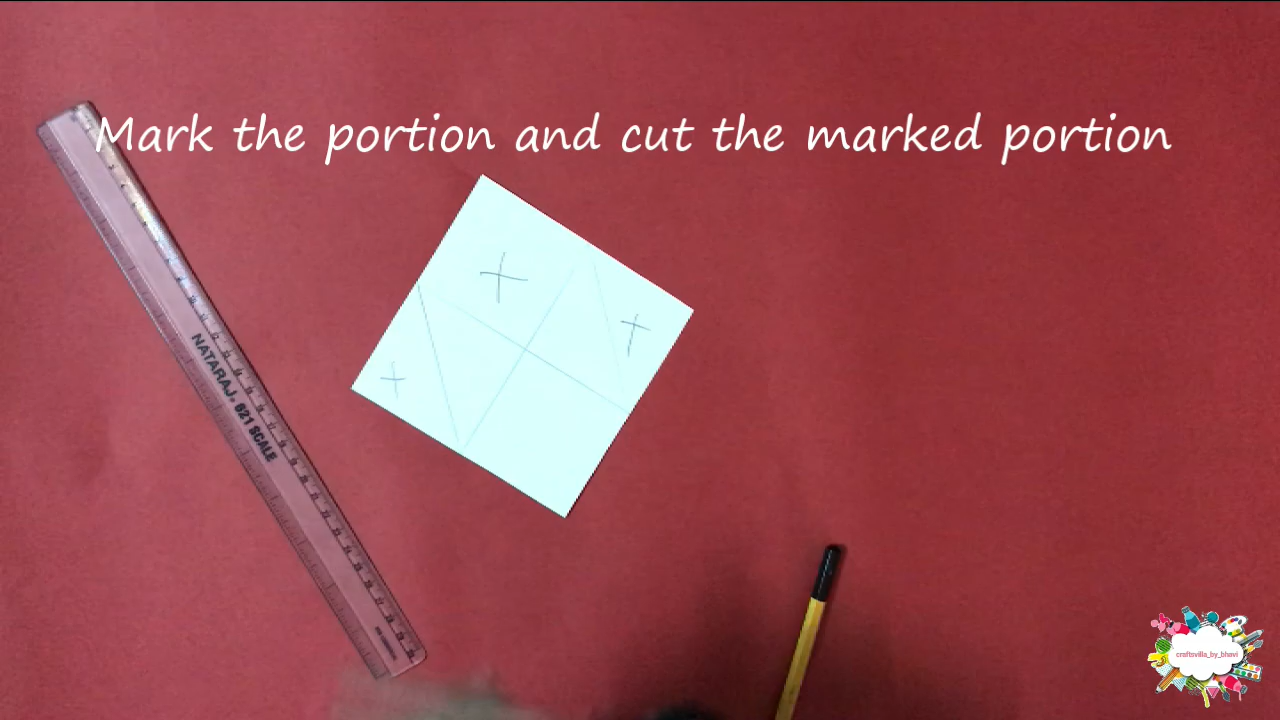 Mark the portion and cut the marked portion
NATARAJ. 621 SCALE
craftsvilla_by_bhavi